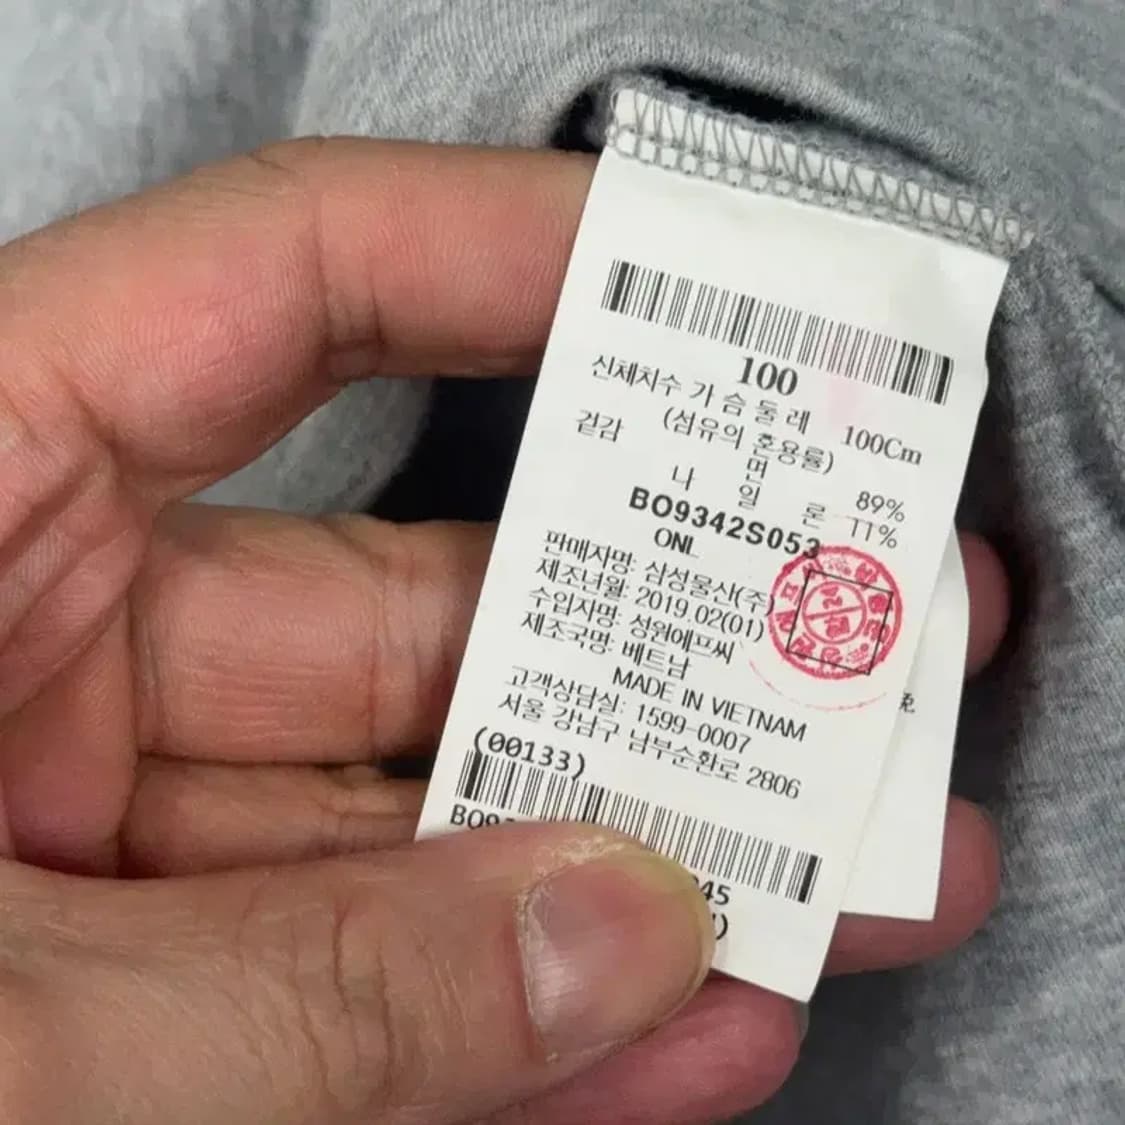 100
신체치수 가 슴 둘 레 100Cm
(섬유의 혼용률)
겉감 면 89%
나 일 론 11%
BO9342S053
ONL
판매자명: 삼성물산(주)
제조년월: 2019.02(01)
수입자명: 성원에프씨
제조국명: 베트남
MADE IN VIETNAM
고객상담실: 1599-0007
서울 강남구 남부순환로 2806
(00133)